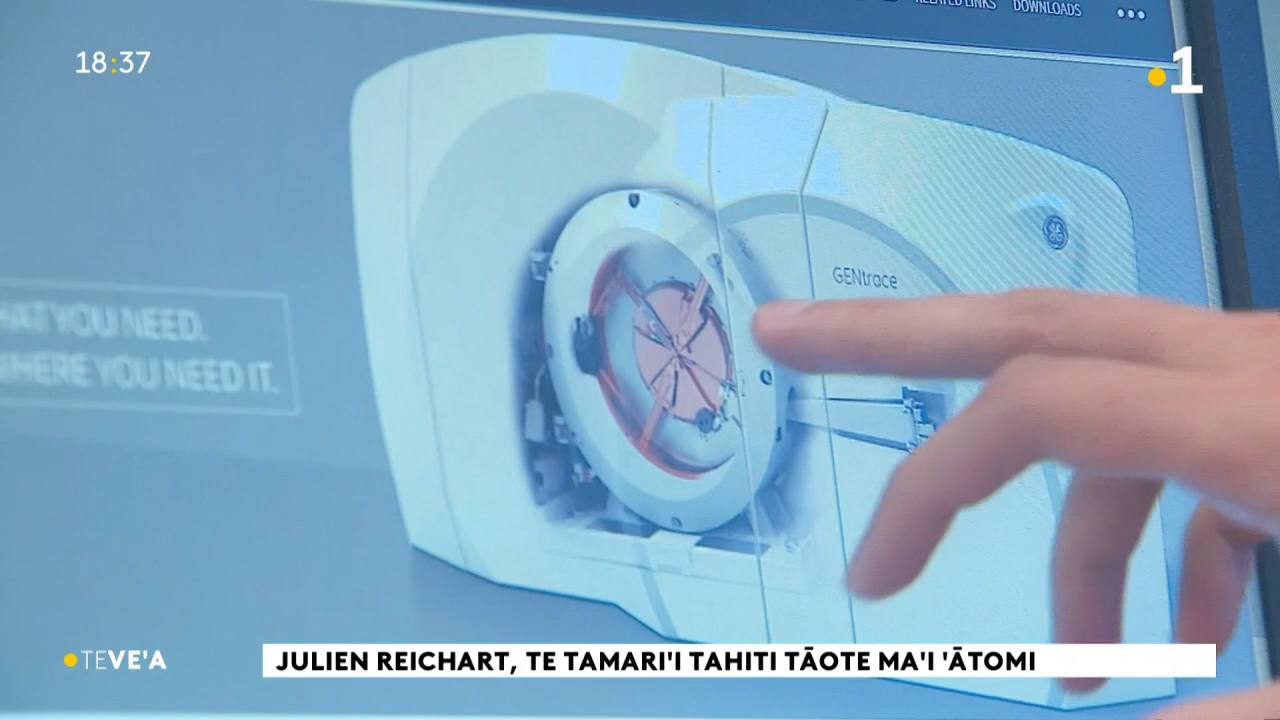 RELATED LINKS DOWNLOADS
18:37
1
GENtrace
HAT YOU NEED.
WHERE YOU NEED IT.
TEVE'A
JULIEN REICHART, TE TAMARI'I TAHITI TĀOTE MA'I 'ĀTOMI